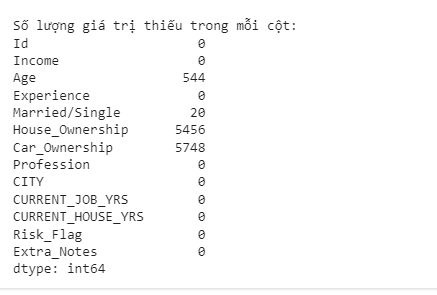 Số lượng giá trị thiếu trong mỗi cột:
Id 0
Income 0
Age 544
Experience 0
Married/Single 20
House_Ownership 5456
Car_Ownership 5748
Profession 0
CITY 0
CURRENT_JOB_YRS 0
CURRENT_HOUSE_YRS 0
Risk_Flag 0
Extra_Notes 0
dtype: int64